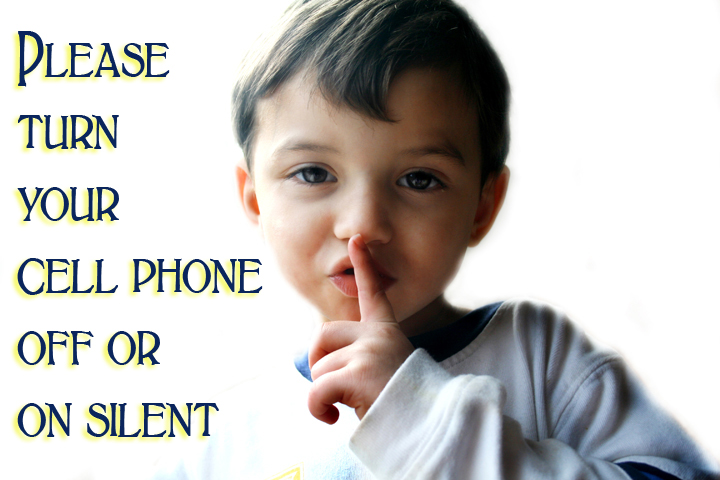 Please
turn
your
cell phone
off or
on silent